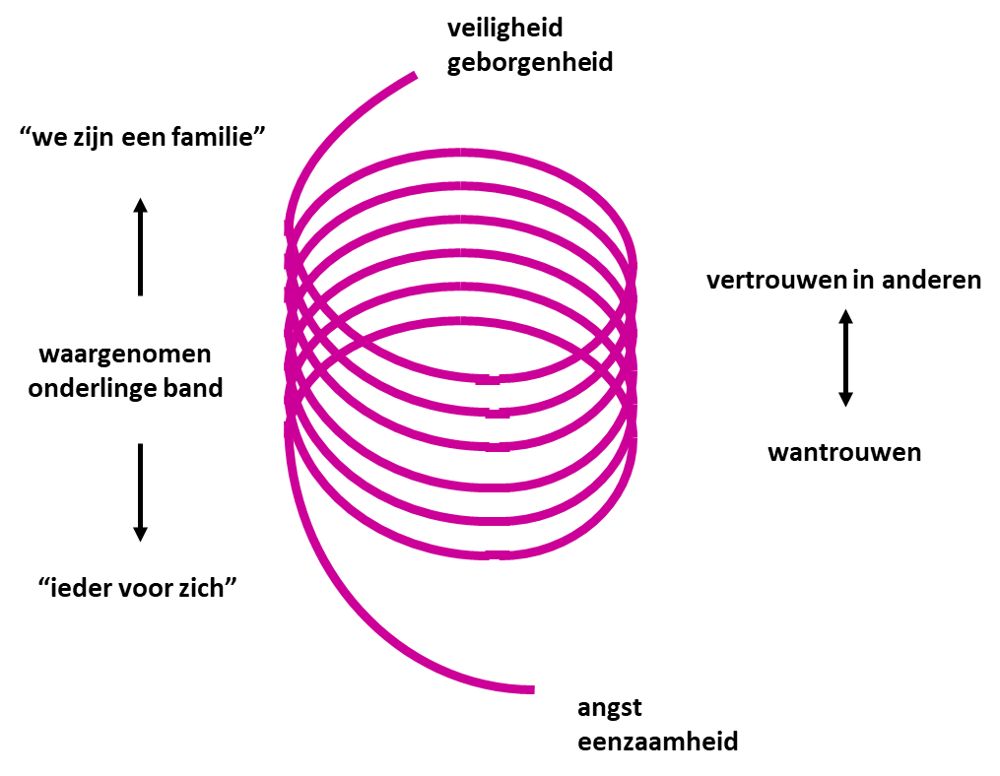 veiligheid
geborgenheid
“we zijn een familie”
vertrouwen in anderen
waargenomen
onderlinge band
wantrouwen
“ieder voor zich”
angst
eenzaamheid